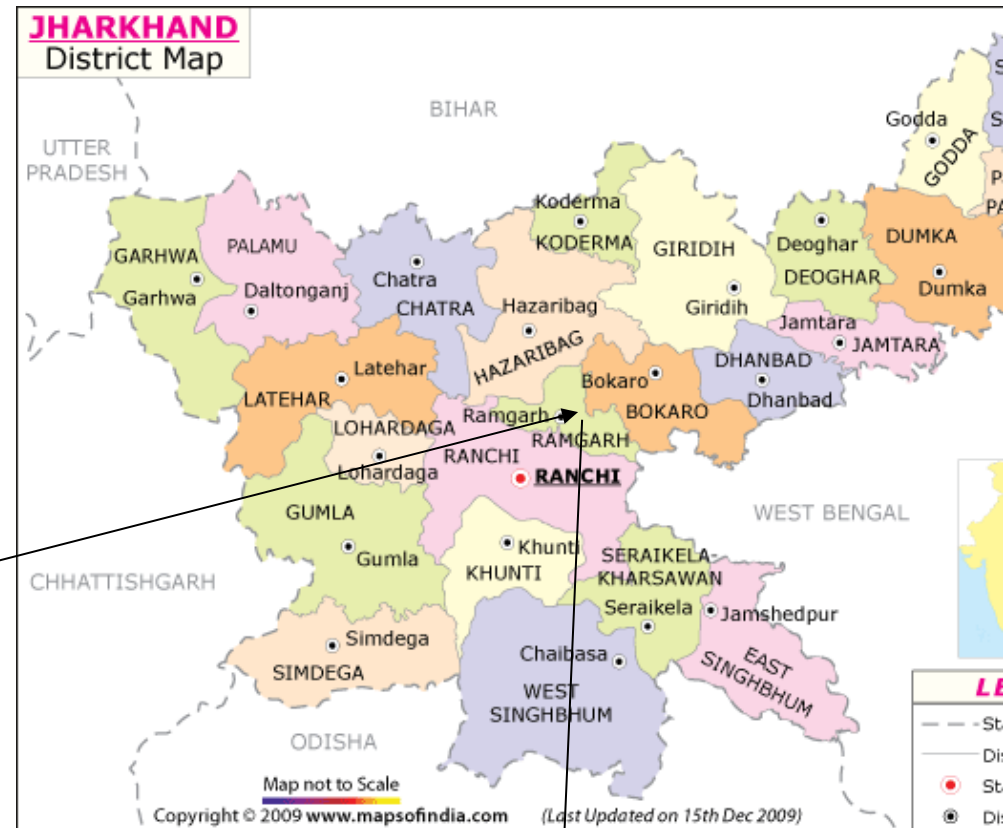 JHARKHAND
District Map
BIHAR
UTTER
PRADESH
Godda
GODDA
Koderma
KODERMA
GARHWA
Garhwa
PALAMU
Daltonganj
Chatra
CHATRA
Hazaribag
HAZARIBAG
GIRIDIH
Giridih
Deoghar
DEOGHAR
DUMKA
Dumka
Jamtara
JAMTARA
DHANBAD
Dhanbad
Bokaro
BOKARO
Latehar
LATEHAR
LOHARDAGA
Lohardaga
Ramgarh
RAMGARH
RANCHI
RANCHI
WEST BENGAL
GUMLA
Gumla
Khunti
KHUNTI
SERAIKELA-
KHARSAWAN
Seraikela
CHHATTISHGARH
Jamshedpur
EAST
SINGHBHUM
Simdega
SIMDEGA
Chaibasa
WEST
SINGHBHUM
ODISHA
Map not to Scale
Copyright © 2009 www.mapsofindia.com (Last Updated on 15th Dec 2009)